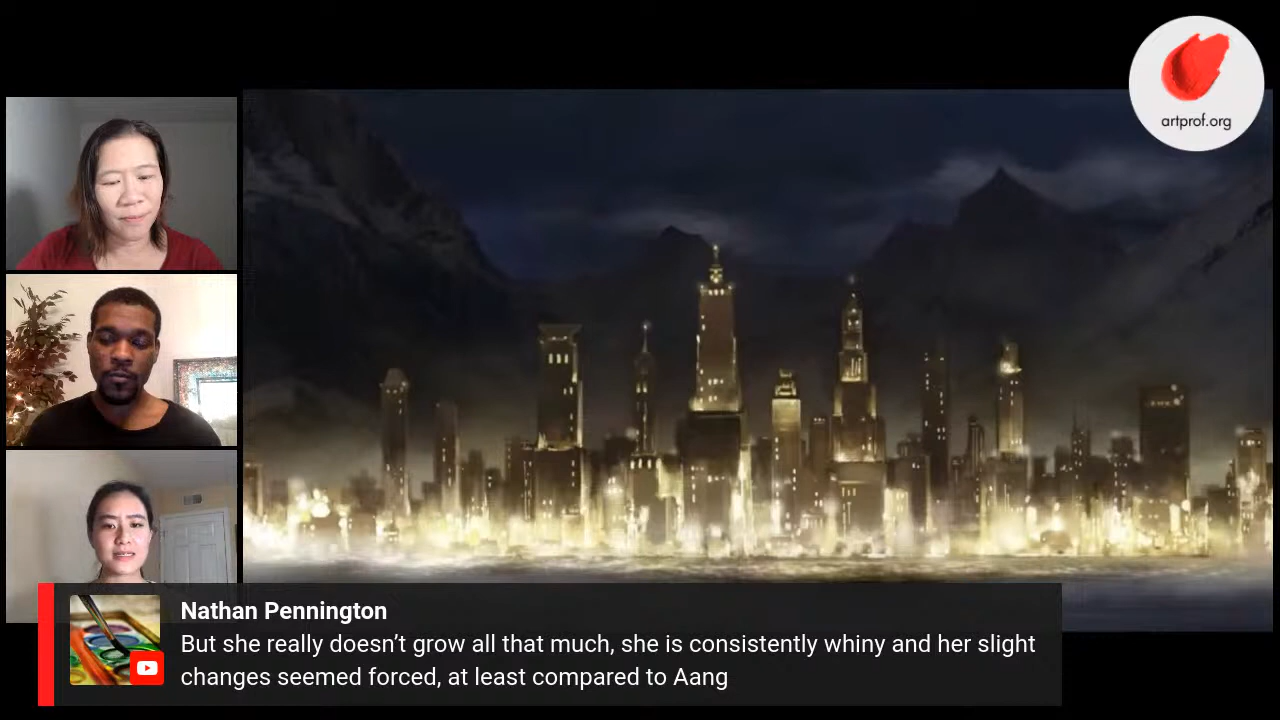 artprof.org
Nathan Pennington
But she really doesn’t grow all that much, she is consistently whiny and her slight
changes seemed forced, at least compared to Aang